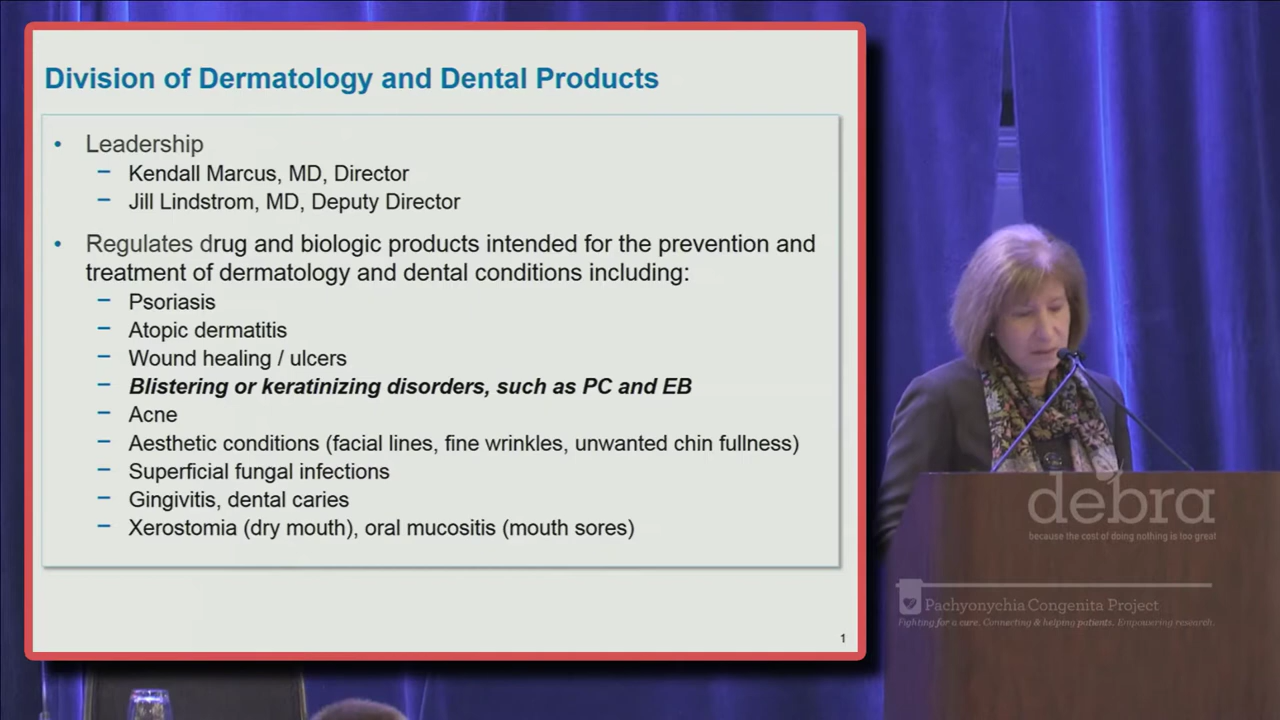 Division of Dermatology and Dental Products
• Leadership
– Kendall Marcus, MD, Director
– Jill Lindstrom, MD, Deputy Director
• Regulates drug and biologic products intended for the prevention and
treatment of dermatology and dental conditions including:
– Psoriasis
– Atopic dermatitis
– Wound healing / ulcers
– Blistering or keratinizing disorders, such as PC and EB
– Acne
– Aesthetic conditions (facial lines, fine wrinkles, unwanted chin fullness)
– Superficial fungal infections
– Gingivitis, dental caries
– Xerostomia (dry mouth), oral mucositis (mouth sores)
1
debra
because the cost of doing nothing is too great
Pachyonychia Congenita Project
Fighting for a cure. Connecting & helping patients. Empowering research.